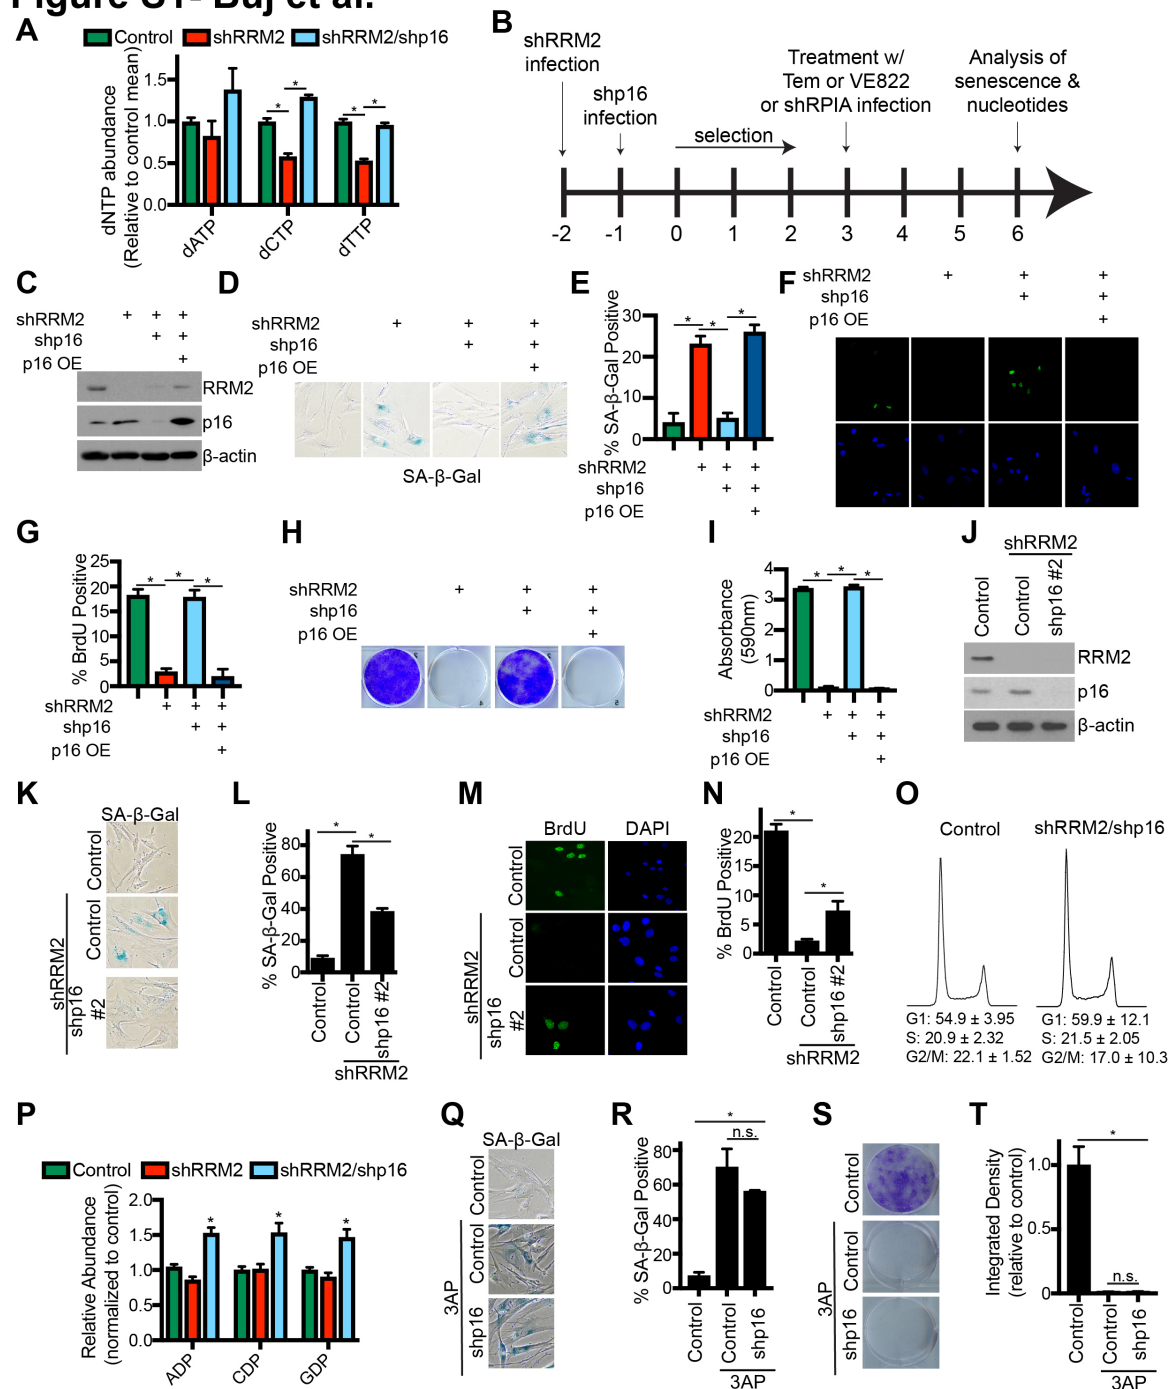 Figure S1- Buj et al.
A
Control shRRM2 shRRM2/shp16
dNTP abundance
(Relative to control mean)
1.5
1.0
0.5
0.0
* * * *
dATP dCTP dTTP
B
shRRM2
infection
shp16
infection
selection
Treatment w/
Tem or VE822
or shRPIA infection
Analysis of
senescence &
nucleotides
-2 -1 0 1 2 3 4 5 6
C
shRRM2 + + +
shp16 + +
p16 OE +
RRM2
p16
β-actin
D
shRRM2 + + +
shp16 + +
p16 OE +
SA-β-Gal
E
% SA-β-Gal Positive
30
20
10
0
* * *
shRRM2 + + +
shp16 + +
p16 OE +
F
shRRM2 + + +
shp16 + +
p16 OE +
G
% BrdU Positive
25
20
15
10
5
0
* * *
shRRM2 + + +
shp16 + +
p16 OE +
H
shRRM2 + + +
shp16 + +
p16 OE +
I
Absorbance
(590nm)
4
3
2
1
0
* * *
shRRM2 + + +
shp16 + +
p16 OE +
J
shRRM2
Control Control shp16 #2
RRM2
p16
β-actin
K
SA-β-Gal
Control
Control
shp16
#2
shRRM2
L
% SA-β-Gal Positive
80
60
40
20
0
* *
Control Control shp16 #2
shRRM2
M
BrdU DAPI
Control
Control
shp16
#2
shRRM2
N
% BrdU Positive
20
15
10
5
0
* *
Control Control shp16 #2
shRRM2
O
Control shRRM2/shp16
G1: 54.9 ± 3.95 G1: 59.9 ± 12.1
S: 20.9 ± 2.32 S: 21.5 ± 2.05
G2/M: 22.1 ± 1.52 G2/M: 17.0 ± 10.3
P
Control shRRM2 shRRM2/shp16
Relative Abundance
(normalized to control)
2.0
1.5
1.0
0.5
0.0
* * *
ADP CDP GDP
Q
SA-β-Gal
Control
Control
shp16
3AP
R
% SA-β-Gal Positive
80
60
40
20
0
*
n.s.
Control Control shp16
3AP
S
Control
Control
shp16
3AP
T
Integrated Density
(relative to control)
1.0
0.5
0
*
n.s.
Control Control shp16
3AP